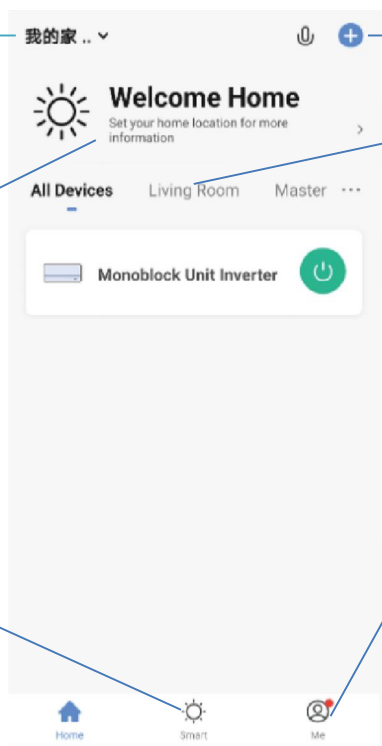 我的家 ..
Welcome Home
Set your home location for more
information
All Devices Living Room Master ...
Monoblock Unit Inverter
Home Smart Me